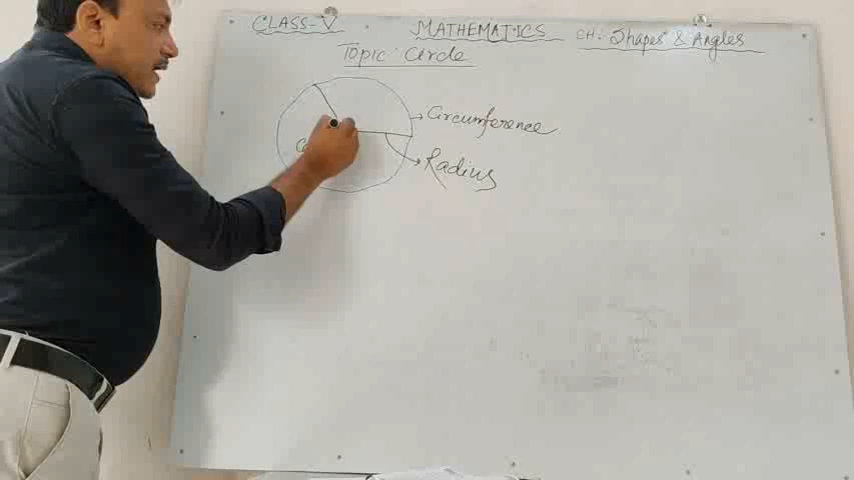 CLASS-V MATHEMATICS CH: Shapes & Angles
Topic: Circle
Circumference
Radius